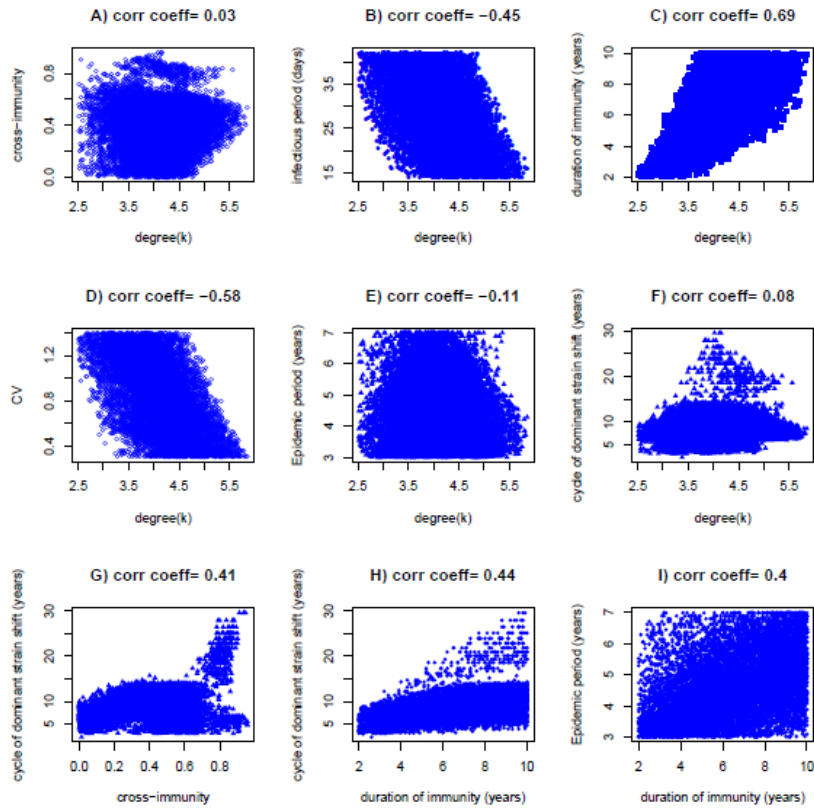 A) corr coeff= 0.03
cross-immunity
0.0 0.4 0.8
2.5 3.5 4.5 5.5
degree(k)
B) corr coeff= −0.45
infectious period (days)
15 25 35
2.5 3.5 4.5 5.5
degree(k)
C) corr coeff= 0.69
duration of immunity (years)
2 4 6 8 10
2.5 3.5 4.5 5.5
degree(k)
D) corr coeff= −0.58
CV
0.4 0.8 1.2
2.5 3.5 4.5 5.5
degree(k)
E) corr coeff= −0.11
Epidemic period (years)
3 4 5 6 7
2.5 3.5 4.5 5.5
degree(k)
F) corr coeff= 0.08
cycle of dominant strain shift (years)
5 10 20 30
2.5 3.5 4.5 5.5
degree(k)
G) corr coeff= 0.41
cycle of dominant strain shift (years)
5 10 20 30
0.0 0.2 0.4 0.6 0.8
cross-immunity
H) corr coeff= 0.44
cycle of dominant strain shift (years)
5 10 20 30
2 4 6 8 10
duration of immunity (years)
I) corr coeff= 0.4
Epidemic period (years)
3 4 5 6 7
2 4 6 8 10
duration of immunity (years)